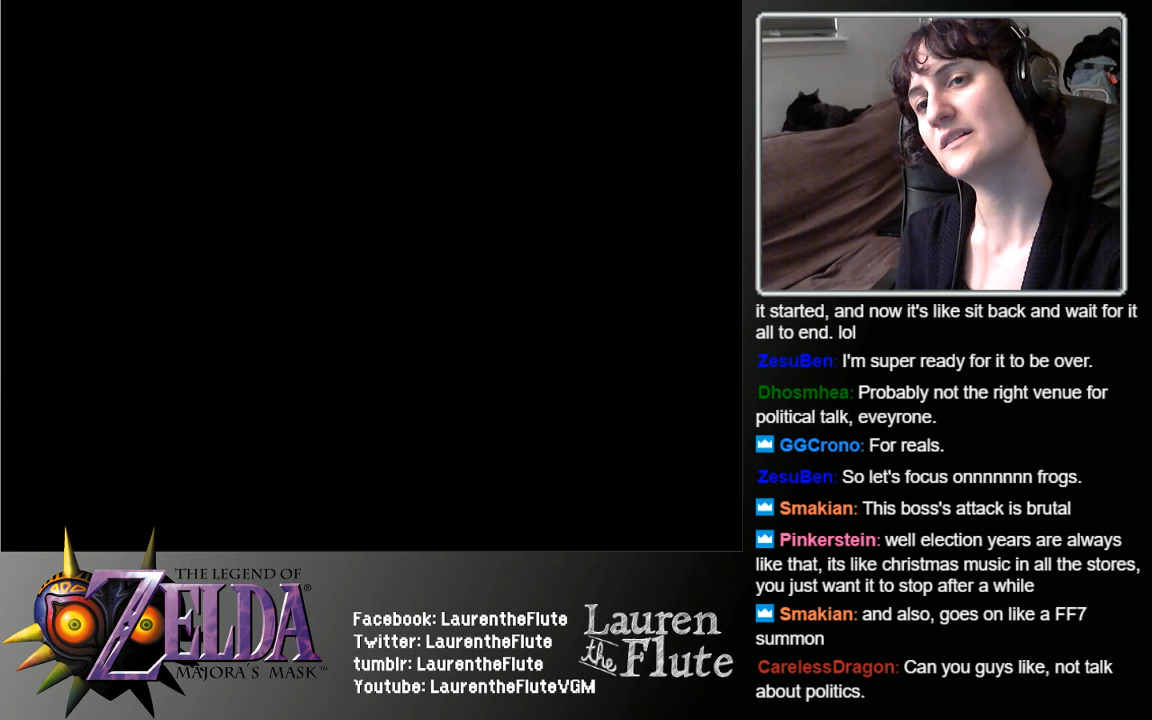 it started, and now it's like sit back and wait for it
all to end. lol
ZesuBen: I'm super ready for it to be over.
Dhosmhea: Probably not the right venue for
political talk, eveyrone.
GGCrono: For reals.
ZesuBen: So let's focus onnnnnnn frogs.
Smakian: This boss's attack is brutal
Pinkerstein: well election years are always
like that, its like christmas music in all the stores,
you just want it to stop after a while
Smakian: and also, goes on like a FF7
summon
CarelessDragon: Can you guys like, not talk
about politics.
THE LEGEND OF
ZELDA®
MAJORA'S MASK™
Facebook: LaurentheFlute
Twitter: LaurentheFlute
tumblr: LaurentheFlute
Youtube: LaurentheFluteVGM
Lauren
the Flute